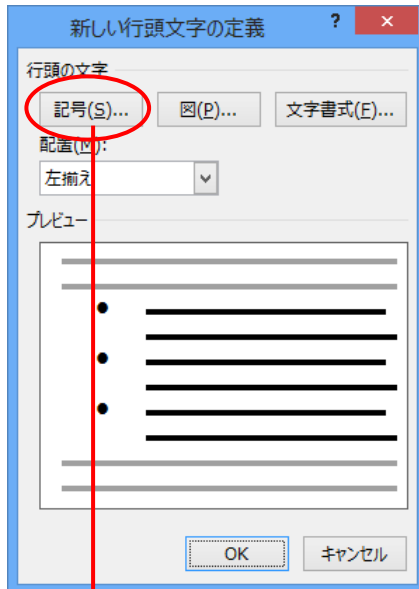 新しい行頭文字の定義 ? ×
行頭の文字
記号(S)... 図(P)... 文字書式(F)...
配置(M):
左揃え
プレビュー
OK キャンセル